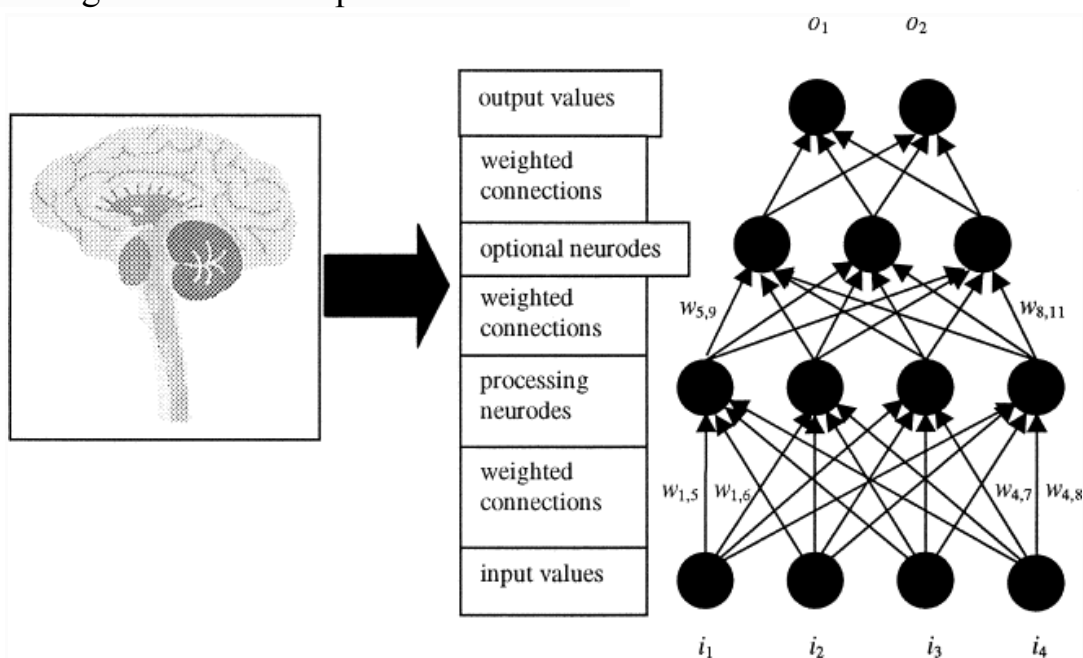 o₁ o₂
output values
weighted
connections
optional neurodes
weighted
connections
w₅,₉ w₈,₁₁
processing
neurodes
weighted
connections
w₁,₅ w₁,₆ w₄,₇ w₄,₈
input values
i₁ i₂ i₃ i₄